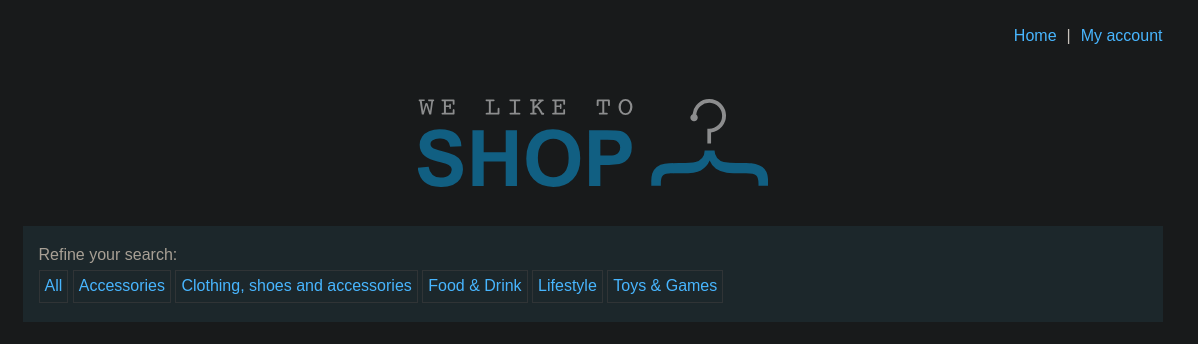 Home | My account
WE LIKE TO
SHOP
Refine your search:
All Accessories Clothing, shoes and accessories Food & Drink Lifestyle Toys & Games